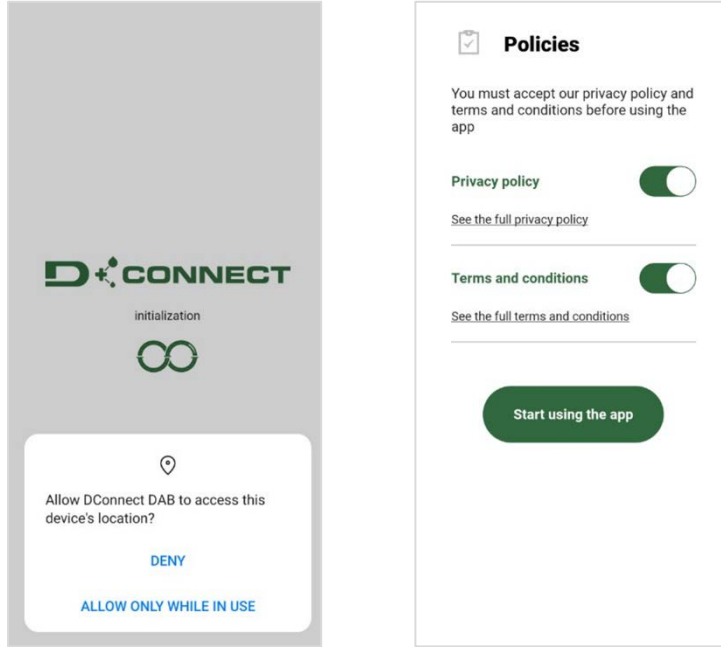 D+CONNECT
initialization
Allow DConnect DAB to access this
device's location?
DENY
ALLOW ONLY WHILE IN USE
Policies
You must accept our privacy policy and
terms and conditions before using the
app
Privacy policy
See the full privacy policy
Terms and conditions
See the full terms and conditions
Start using the app